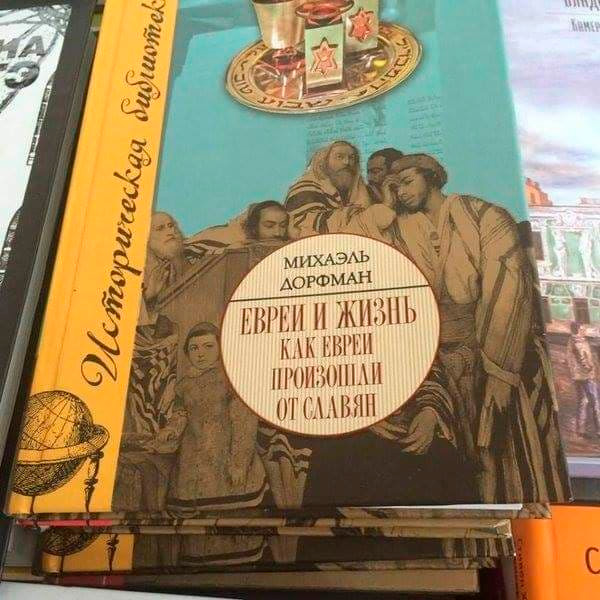 Историческая библиотека
МИХАЭЛЬ
ДОРФМАН
ЕВРЕИ И ЖИЗНЬ
КАК ЕВРЕИ
ПРОИЗОШЛИ
ОТ СЛАВЯН